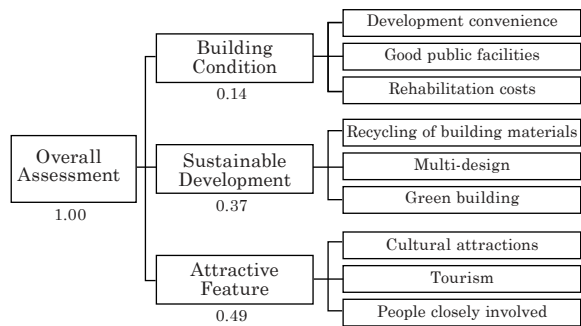 Development convenience
Building
Condition
Good public facilities
0.14
Rehabilitation costs
Recycling of building materials
Overall
Assessment
Sustainable
Development
Multi-design
1.00
0.37
Green building
Cultural attractions
Attractive
Feature
Tourism
0.49
People closely involved